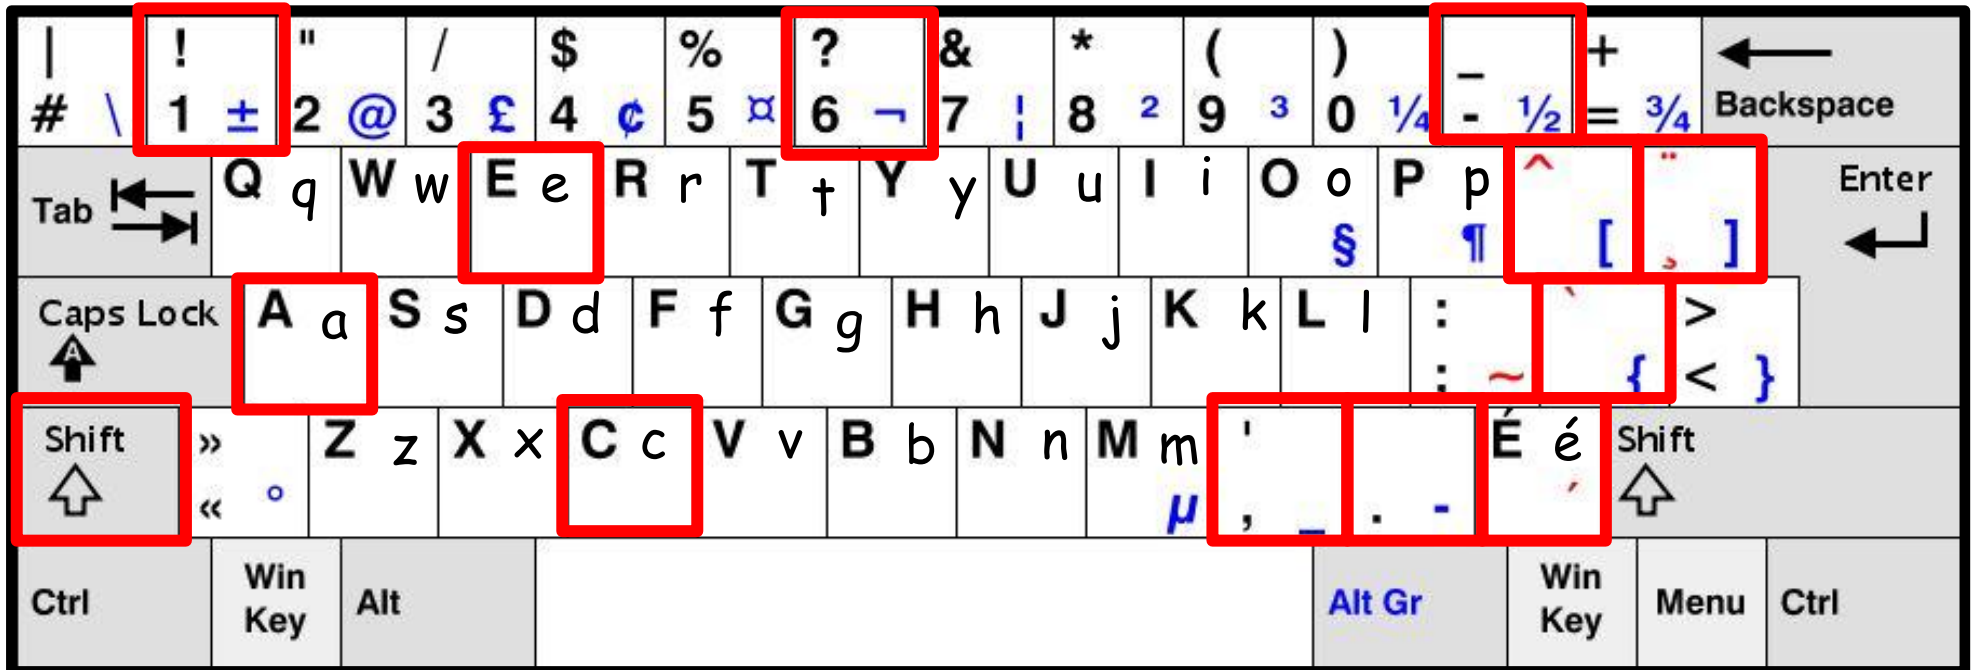 | ! " / $ % ? & * ( ) _ +
# \ 1 ± 2 @ 3 £ 4 ¢ 5 ¤ 6 ¬ 7 ¦ 8 ² 9 ³ 0 ¼ - ½ = ¾ Backspace
Tab Q q W w E e R r T t Y y U u I i O o P p ^ ¨ Enter
§ ¶ [ ¸ ]
Caps Lock A a S s D d F f G g H h J j K k L l : ` >
A : ~ { < }
Shift » Z z X x C c V v B b N n M m ' É é Shift
« ° µ , _ . - ´
Ctrl Win Key Alt Alt Gr Win Key Menu Ctrl